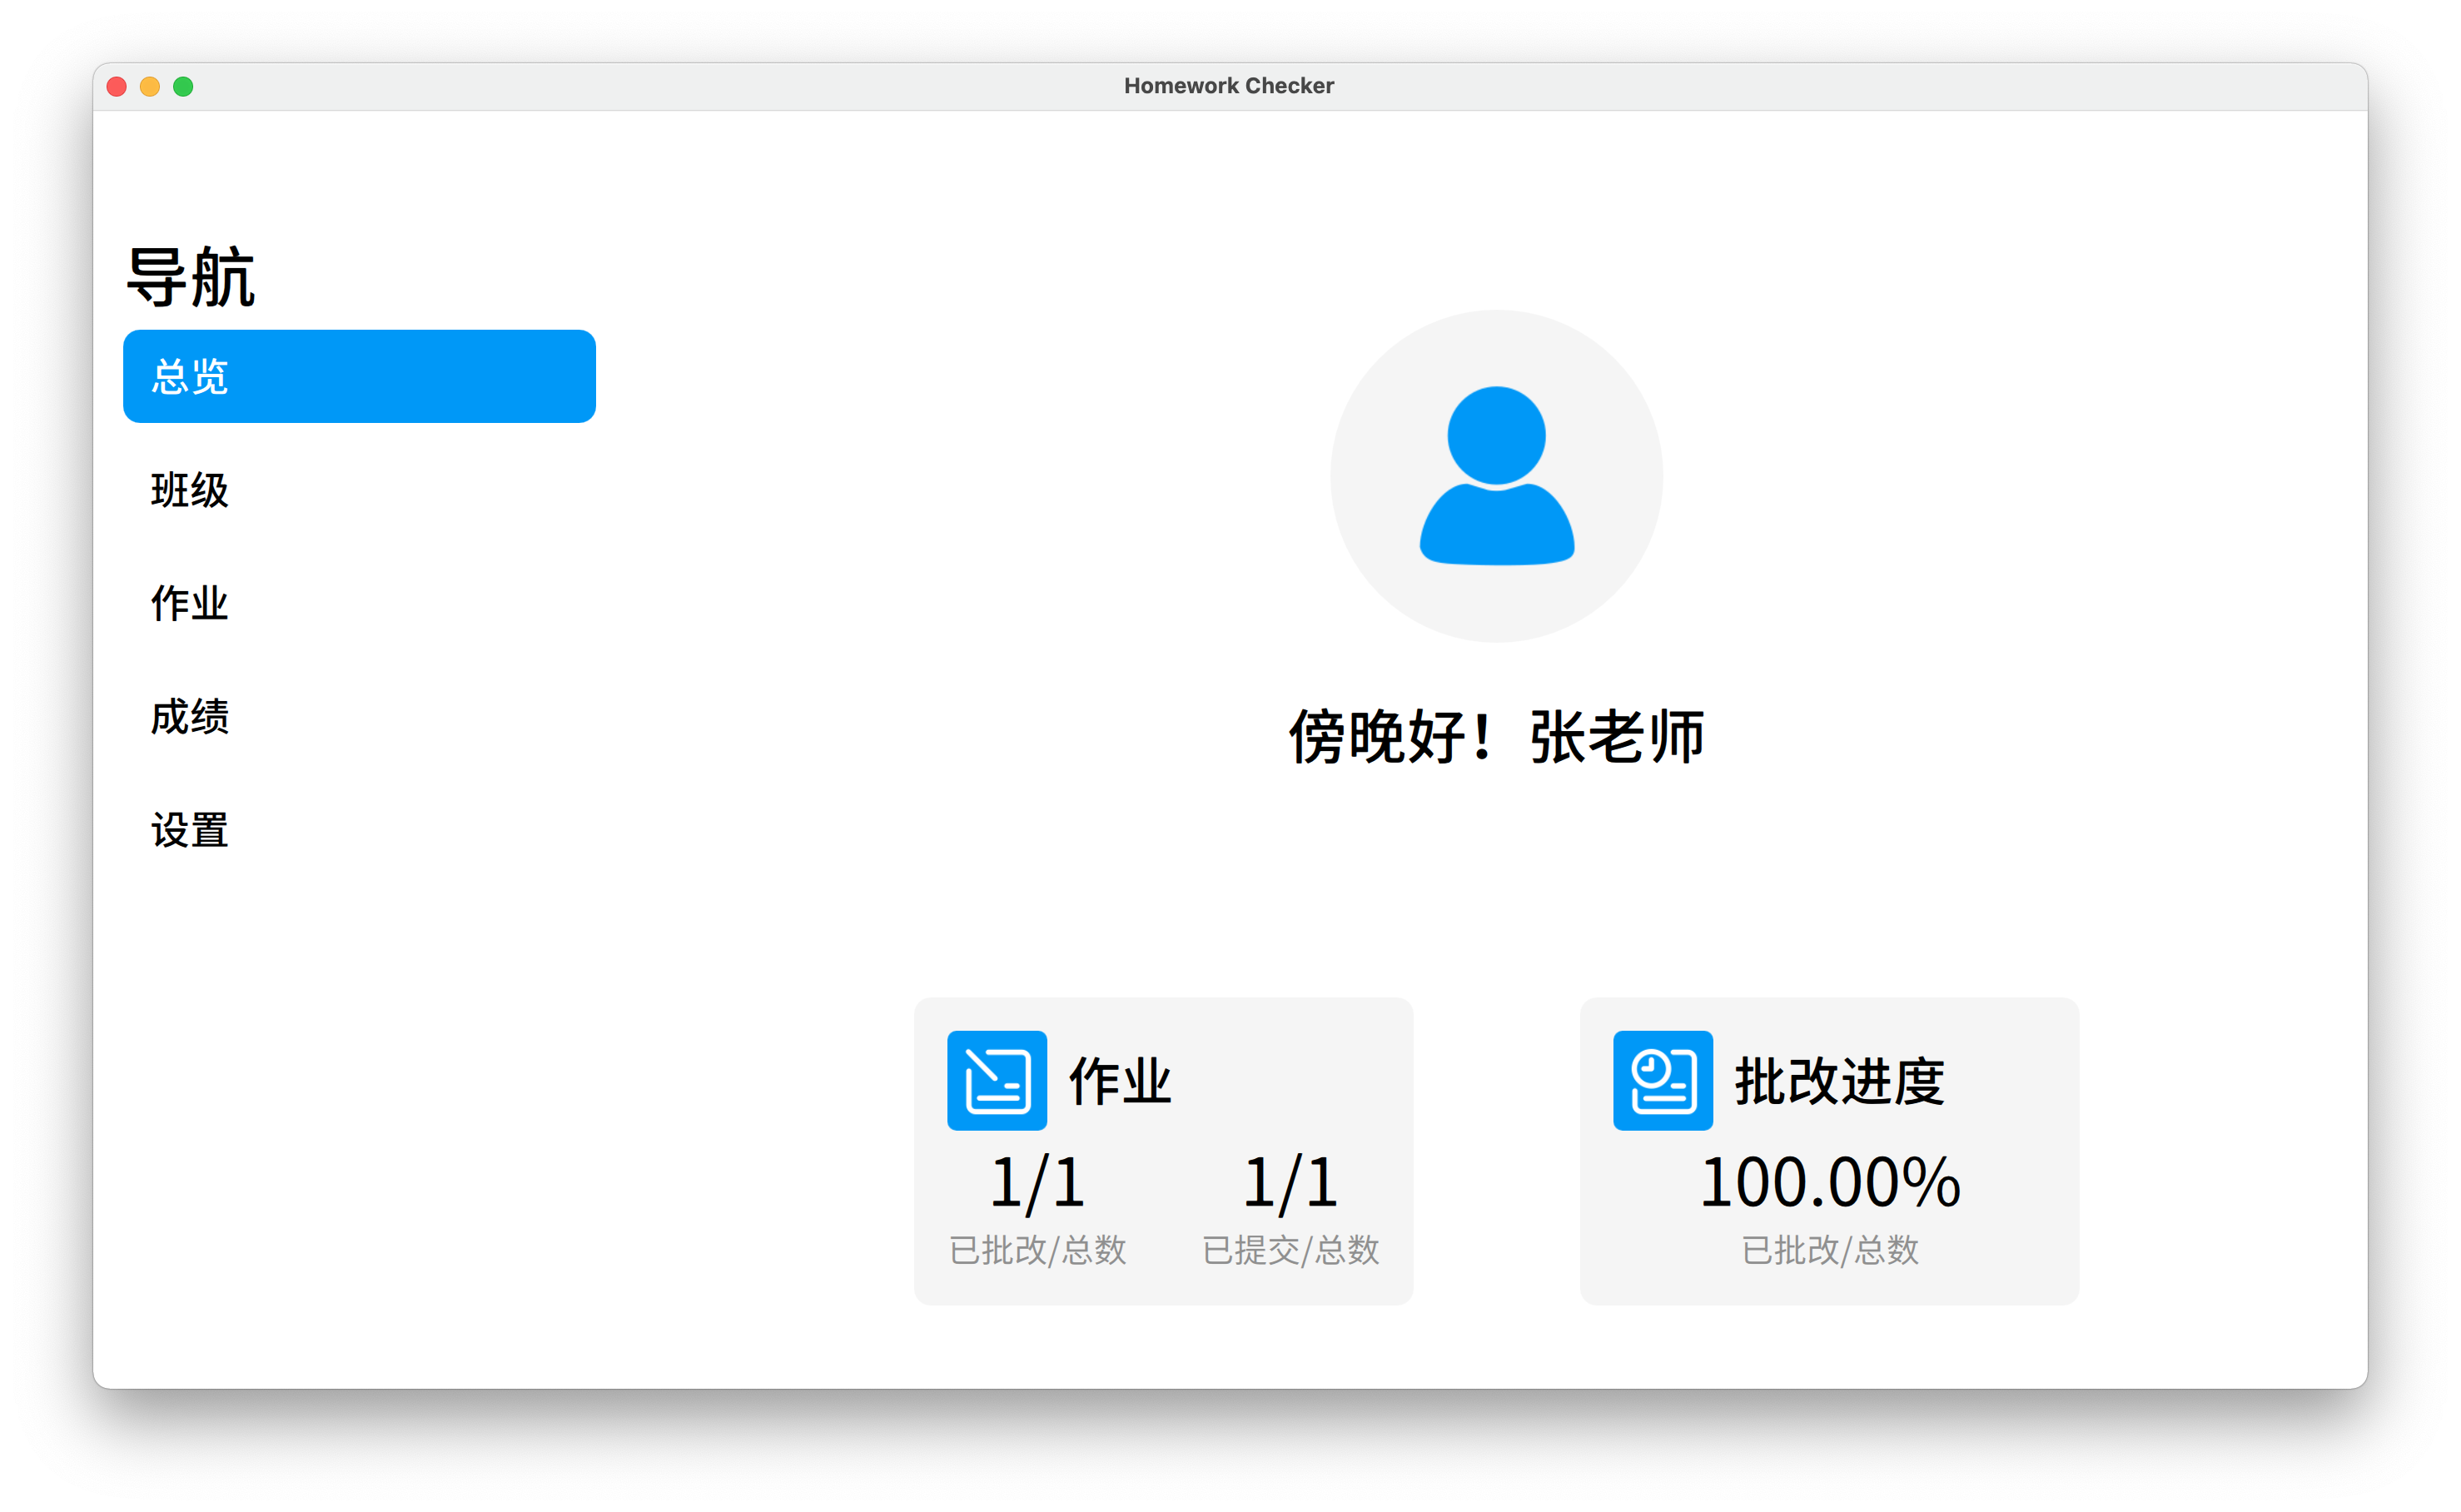 Homework Checker
导航
总览
班级
作业
成绩
设置
傍晚好！张老师
作业
1/1
已批改/总数
1/1
已提交/总数
批改进度
100.00%
已批改/总数